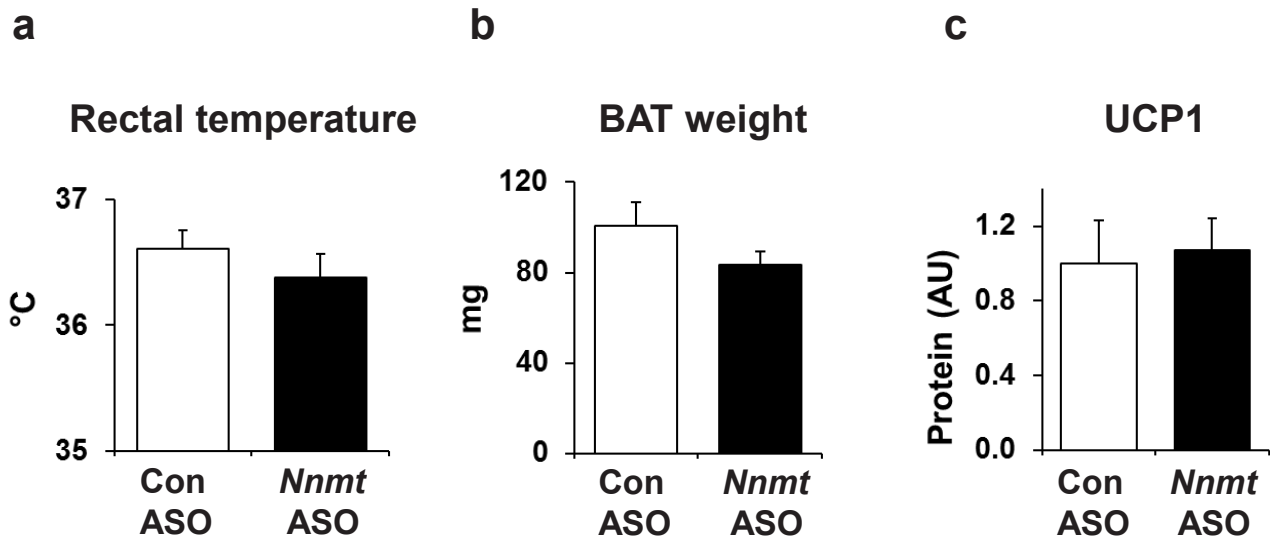 a
Rectal temperature
°C
37
36
35
Con
ASO
Nnmt
ASO
b
BAT weight
mg
120
80
40
0
Con
ASO
Nnmt
ASO
c
UCP1
Protein (AU)
1.2
0.8
0.4
0.0
Con
ASO
Nnmt
ASO